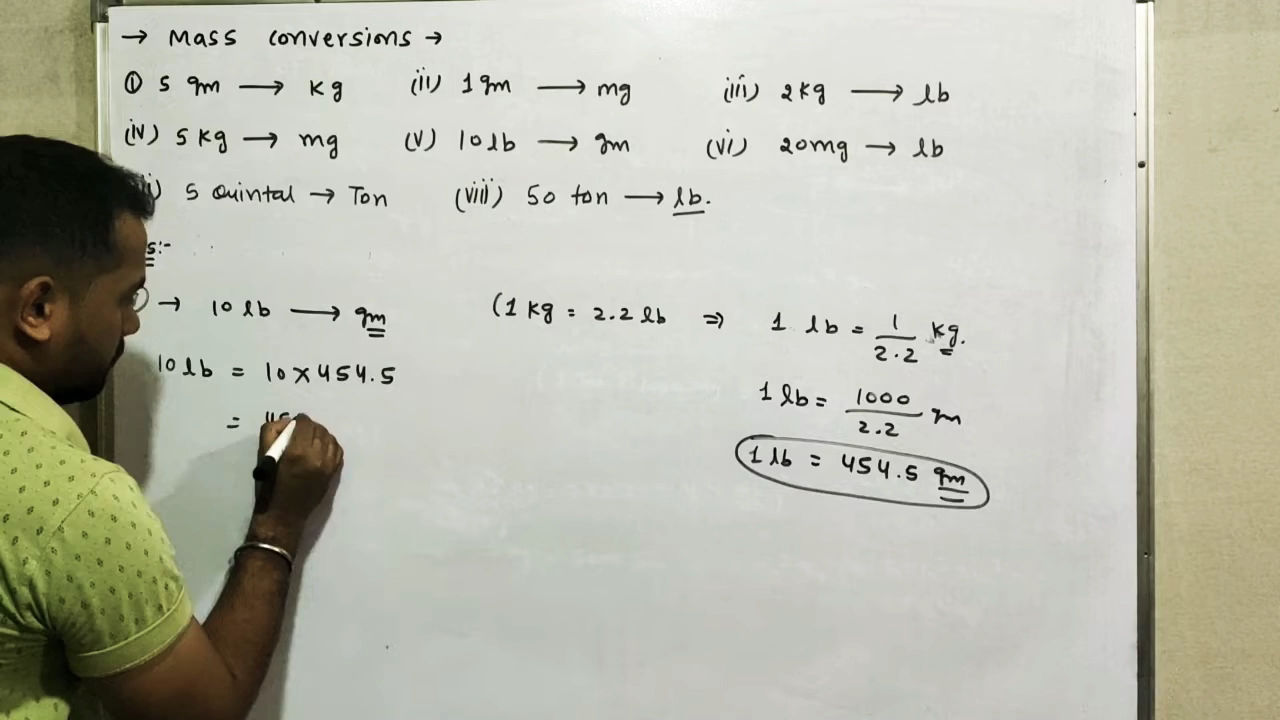 → Mass conversions →
① 5 gm → Kg (ii) 1 gm → mg (iii) 2 Kg → lb
(iv) 5 Kg → mg (v) 10 lb → gm (vi) 20 mg → lb
i) 5 Quintal → Ton (viii) 50 ton → lb.
s:-
→ 10 lb → gm (1 Kg = 2.2 lb ⇒ 1 lb = 1/2.2 kg.
10 lb = 10 × 454.5
1 lb = 1000/2.2 gm
=
1 lb = 454.5 gm